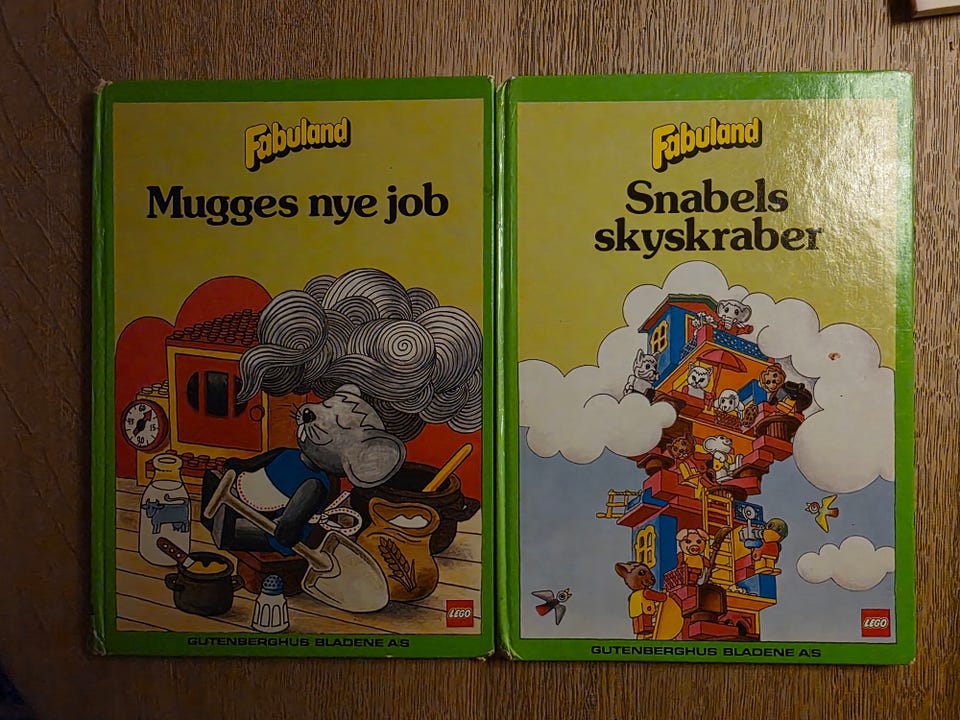 Fabuland
Mugges nye job
LEGO
GUTENBERGHUS BLADENE A/S
Fabuland
Snabels
skyskraber
LEGO
GUTENBERGHUS BLADENE A/S